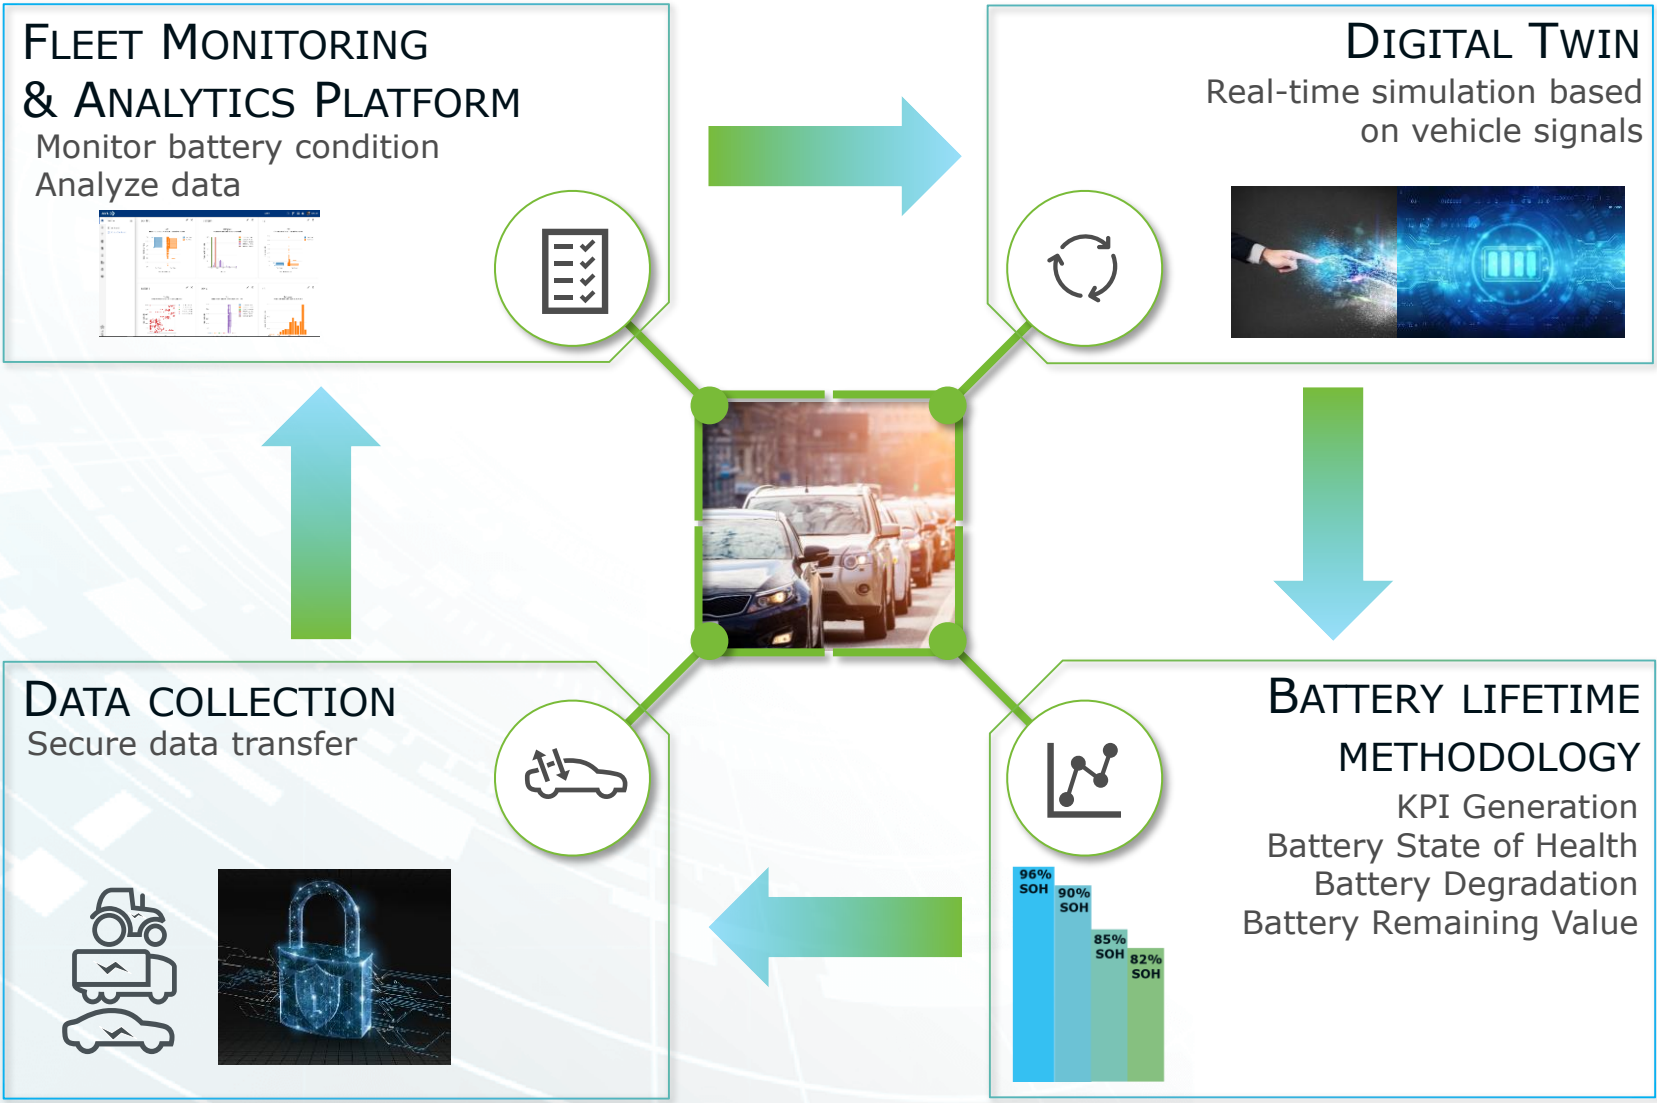 FLEET MONITORING
& ANALYTICS PLATFORM
Monitor battery condition
Analyze data
DIGITAL TWIN
Real-time simulation based
on vehicle signals
DATA COLLECTION
Secure data transfer
BATTERY LIFETIME
METHODOLOGY
KPI Generation
Battery State of Health
Battery Degradation
Battery Remaining Value
96%
SOH
90%
SOH
85%
SOH
82%
SOH